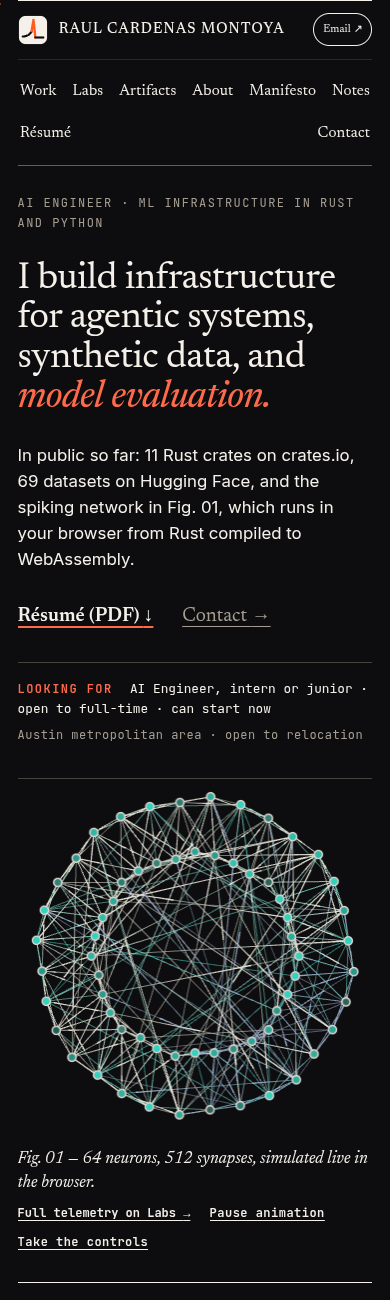 RAUL CARDENAS MONTOYA
Email ↗
Work Labs Artifacts About Manifesto Notes
Résumé Contact
AI ENGINEER · ML INFRASTRUCTURE IN RUST
AND PYTHON
I build infrastructure
for agentic systems,
synthetic data, and
model evaluation.
In public so far: 11 Rust crates on crates.io,
69 datasets on Hugging Face, and the
spiking network in Fig. 01, which runs in
your browser from Rust compiled to
WebAssembly.
Résumé (PDF) ↓ Contact →
LOOKING FOR AI Engineer, intern or junior ·
open to full-time · can start now
Austin metropolitan area · open to relocation
Fig. 01 — 64 neurons, 512 synapses, simulated live in
the browser.
Full telemetry on Labs → Pause animation
Take the controls